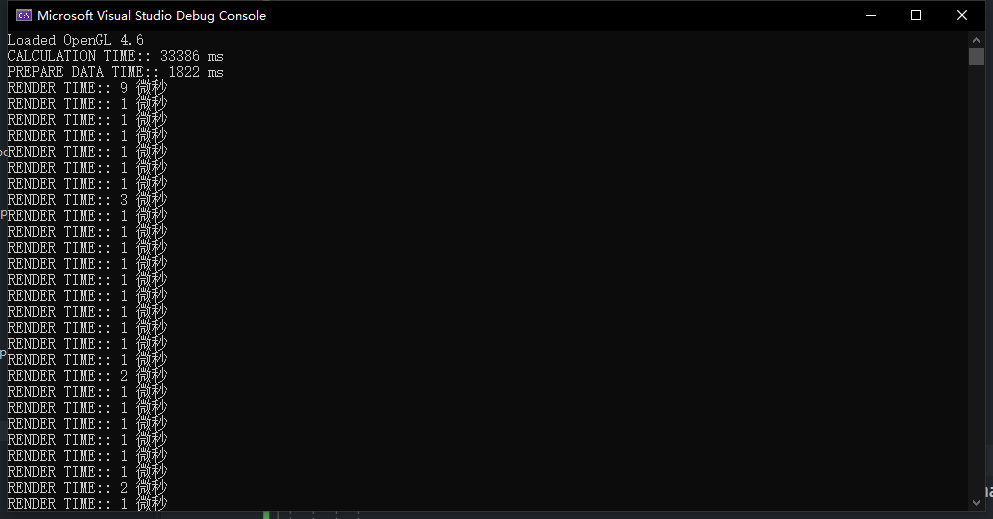 Microsoft Visual Studio Debug Console
Loaded OpenGL 4.6
CALCULATION TIME:: 33386 ms
PREPARE DATA TIME:: 1822 ms
RENDER TIME:: 9 微秒
RENDER TIME:: 1 微秒
RENDER TIME:: 1 微秒
RENDER TIME:: 1 微秒
RENDER TIME:: 1 微秒
RENDER TIME:: 1 微秒
RENDER TIME:: 1 微秒
RENDER TIME:: 3 微秒
RENDER TIME:: 1 微秒
RENDER TIME:: 1 微秒
RENDER TIME:: 1 微秒
RENDER TIME:: 1 微秒
RENDER TIME:: 1 微秒
RENDER TIME:: 1 微秒
RENDER TIME:: 1 微秒
RENDER TIME:: 1 微秒
RENDER TIME:: 1 微秒
RENDER TIME:: 1 微秒
RENDER TIME:: 2 微秒
RENDER TIME:: 1 微秒
RENDER TIME:: 1 微秒
RENDER TIME:: 1 微秒
RENDER TIME:: 1 微秒
RENDER TIME:: 1 微秒
RENDER TIME:: 1 微秒
RENDER TIME:: 2 微秒
RENDER TIME:: 1 微秒